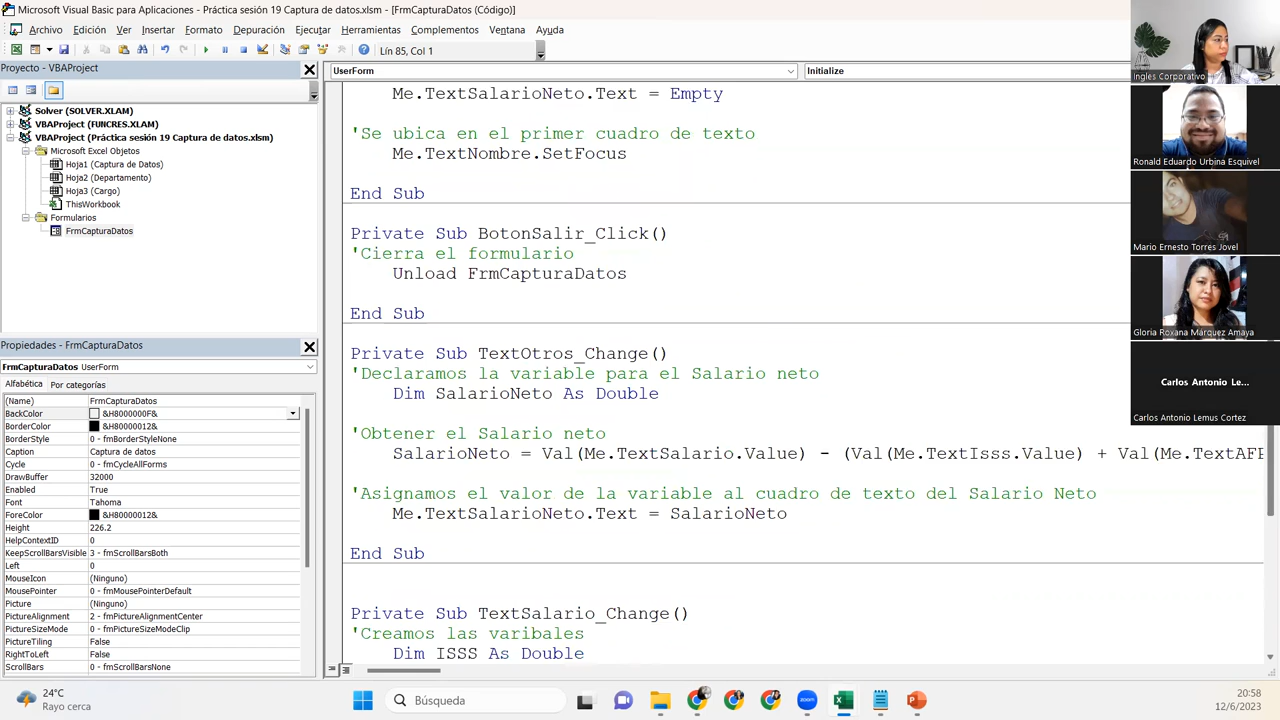 Microsoft Visual Basic para Aplicaciones - Práctica sesión 19 Captura de datos.xlsm - [FrmCapturaDatos (Código)]
Archivo Edición Ver Insertar Formato Depuración Ejecutar Herramientas Complementos Ventana Ayuda
Lín 85, Col 1
Proyecto - VBAProject
Solver (SOLVER.XLAM)
VBAProject (FUNCRES.XLAM)
VBAProject (Práctica sesión 19 Captura de datos.xlsm)
Microsoft Excel Objetos
Hoja1 (Captura de Datos)
Hoja2 (Departamento)
Hoja3 (Cargo)
ThisWorkbook
Formularios
FrmCapturaDatos
Propiedades - FrmCapturaDatos
FrmCapturaDatos UserForm
Alfabética Por categorías
(Name) FrmCapturaDatos
BackColor &H8000000F&
BorderColor &H80000012&
BorderStyle 0 - fmBorderStyleNone
Caption Captura de datos
Cycle 0 - fmCycleAllForms
DrawBuffer 32000
Enabled True
Font Tahoma
ForeColor &H80000012&
Height 226.2
HelpContextID 0
KeepScrollBarsVisible 3 - fmScrollBarsBoth
Left 0
MouseIcon (Ninguno)
MousePointer 0 - fmMousePointerDefault
Picture (Ninguno)
PictureAlignment 2 - fmPictureAlignmentCenter
PictureSizeMode 0 - fmPictureSizeModeClip
PictureTiling False
RightToLeft False
ScrollBars 0 - fmScrollBarsNone
UserForm Initialize
Me.TextSalarioNeto.Text = Empty
'Se ubica en el primer cuadro de texto
Me.TextNombre.SetFocus
End Sub
Private Sub BotonSalir_Click()
'Cierra el formulario
Unload FrmCapturaDatos
End Sub
Private Sub TextOtros_Change()
'Declaramos la variable para el Salario neto
Dim SalarioNeto As Double
'Obtener el Salario neto
SalarioNeto = Val(Me.TextSalario.Value) - (Val(Me.TextIsss.Value) + Val(Me.TextAFP
'Asignamos el valor de la variable al cuadro de texto del Salario Neto
Me.TextSalarioNeto.Text = SalarioNeto
End Sub
Private Sub TextSalario_Change()
'Creamos las varibales
Dim ISSS As Double
Ingles Corporativo
Ronald Eduardo Urbina Esquivel
Mario Ernesto Torres Jovel
Gloria Roxana Márquez Amaya
Carlos Antonio Le...
Carlos Antonio Lemus Cortez
24°C
Rayo cerca
Búsqueda
20:58
12/6/2023